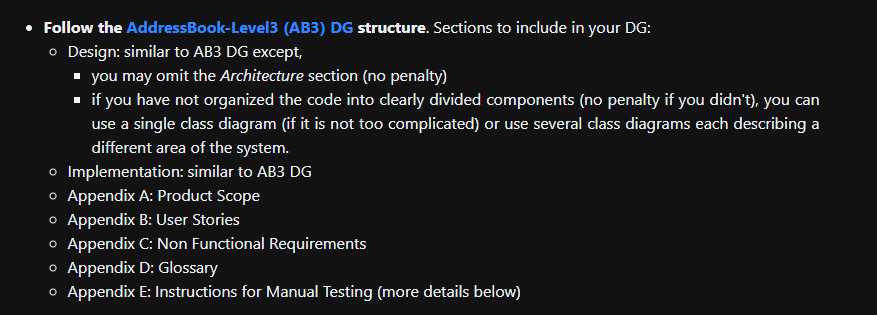 Follow the AddressBook-Level3 (AB3) DG structure. Sections to include in your DG:
Design: similar to AB3 DG except,
you may omit the Architecture section (no penalty)
if you have not organized the code into clearly divided components (no penalty if you didn't), you can
use a single class diagram (if it is not too complicated) or use several class diagrams each describing a
different area of the system.
Implementation: similar to AB3 DG
Appendix A: Product Scope
Appendix B: User Stories
Appendix C: Non Functional Requirements
Appendix D: Glossary
Appendix E: Instructions for Manual Testing (more details below)